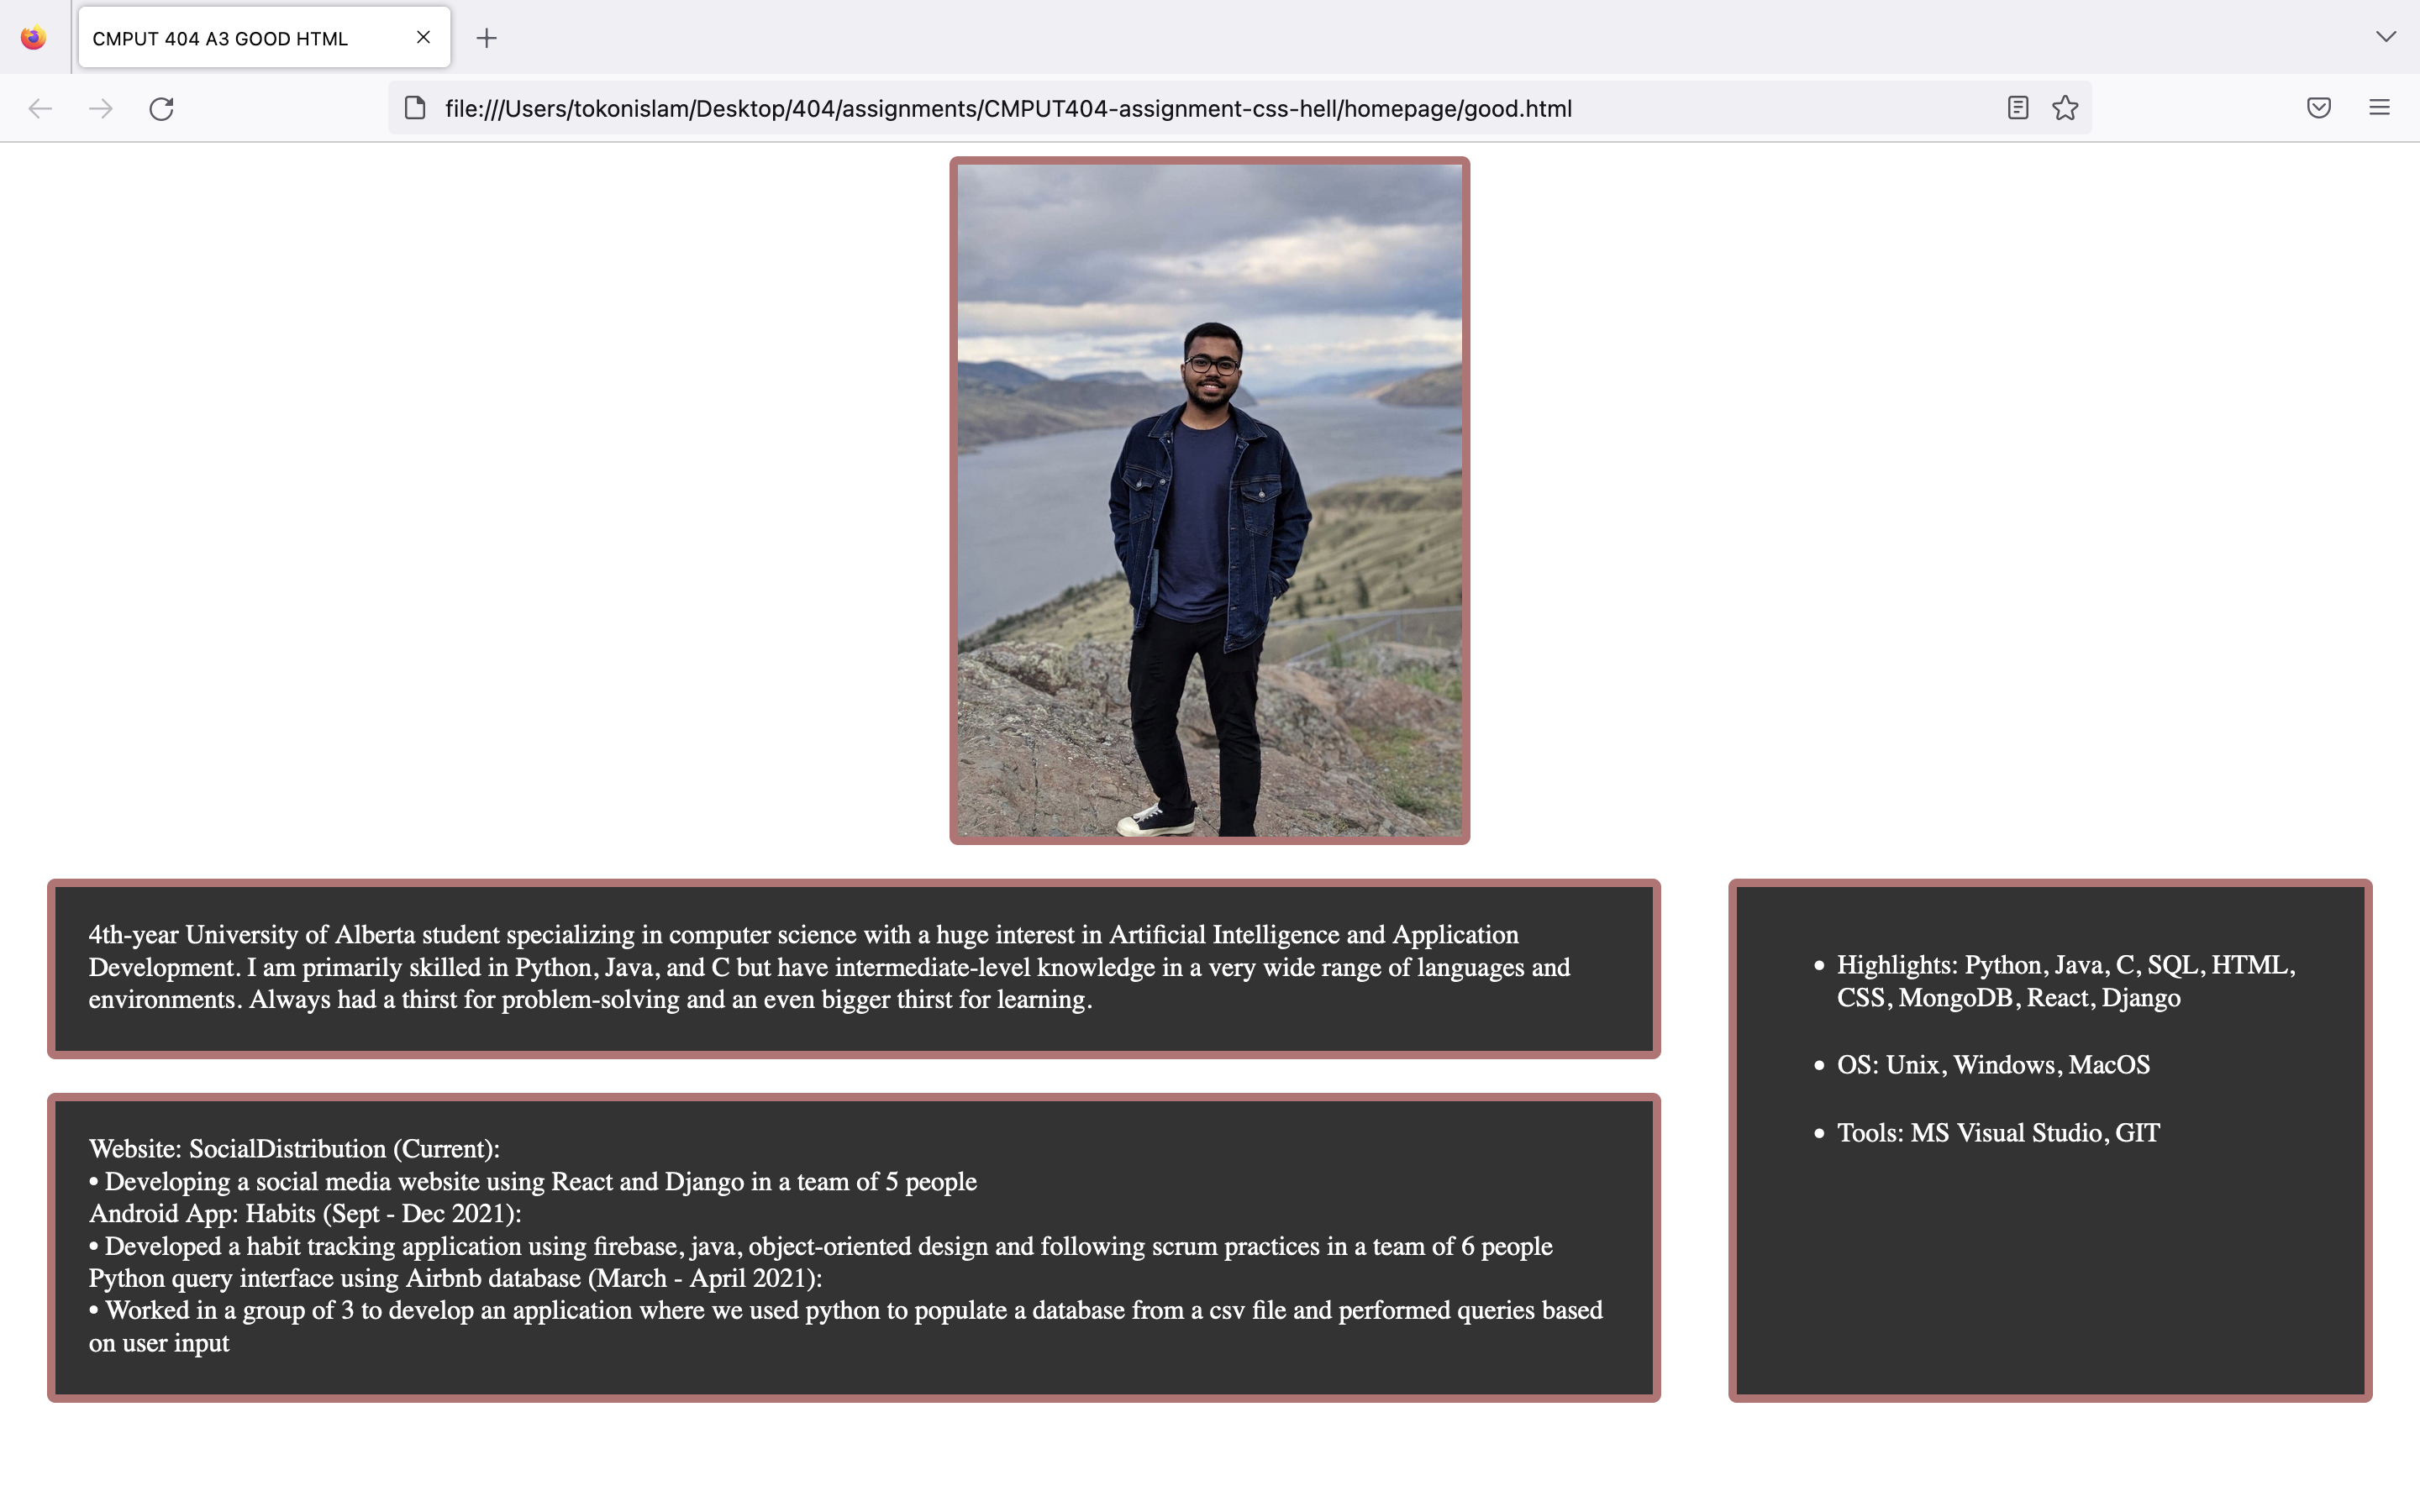 CMPUT 404 A3 GOOD HTML
file:///Users/tokonislam/Desktop/404/assignments/CMPUT404-assignment-css-hell/homepage/good.html
4th-year University of Alberta student specializing in computer science with a huge interest in Artificial Intelligence and Application
Development. I am primarily skilled in Python, Java, and C but have intermediate-level knowledge in a very wide range of languages and
environments. Always had a thirst for problem-solving and an even bigger thirst for learning.
Website: SocialDistribution (Current):
• Developing a social media website using React and Django in a team of 5 people
Android App: Habits (Sept - Dec 2021):
• Developed a habit tracking application using firebase, java, object-oriented design and following scrum practices in a team of 6 people
Python query interface using Airbnb database (March - April 2021):
• Worked in a group of 3 to develop an application where we used python to populate a database from a csv file and performed queries based
on user input
• Highlights: Python, Java, C, SQL, HTML,
CSS, MongoDB, React, Django
• OS: Unix, Windows, MacOS
• Tools: MS Visual Studio, GIT